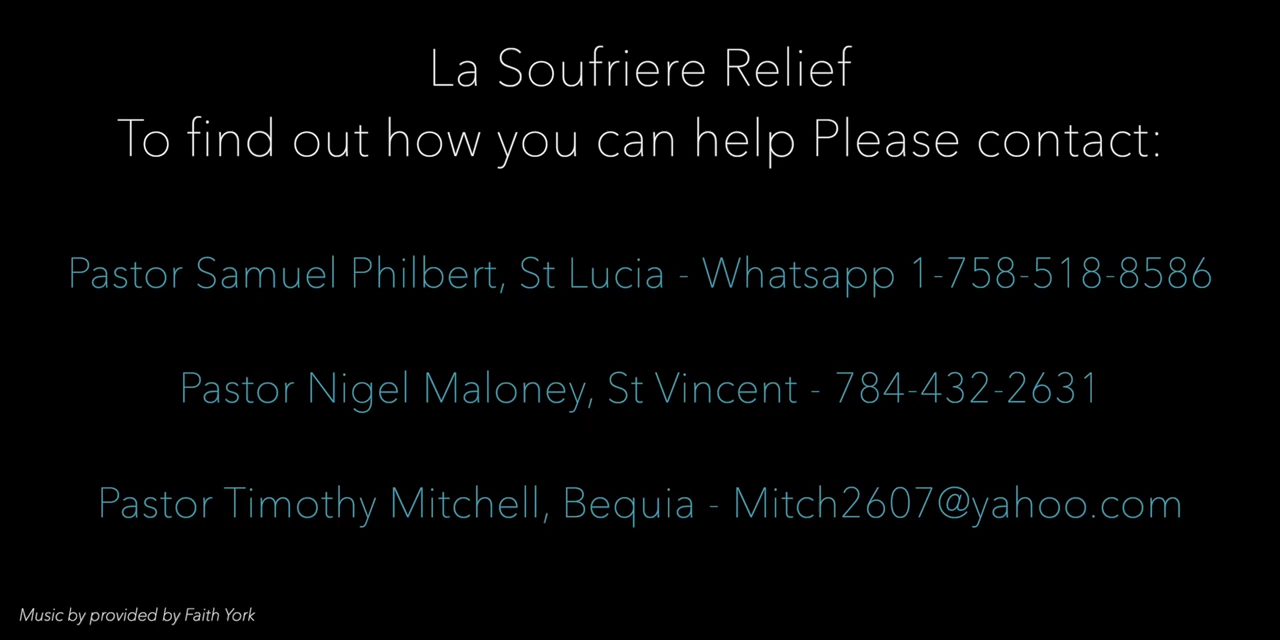 La Soufriere Relief
To find out how you can help Please contact:
Pastor Samuel Philbert, St Lucia - Whatsapp 1-758-518-8586
Pastor Nigel Maloney, St Vincent - 784-432-2631
Pastor Timothy Mitchell, Bequia - Mitch2607@yahoo.com
Music by provided by Faith York